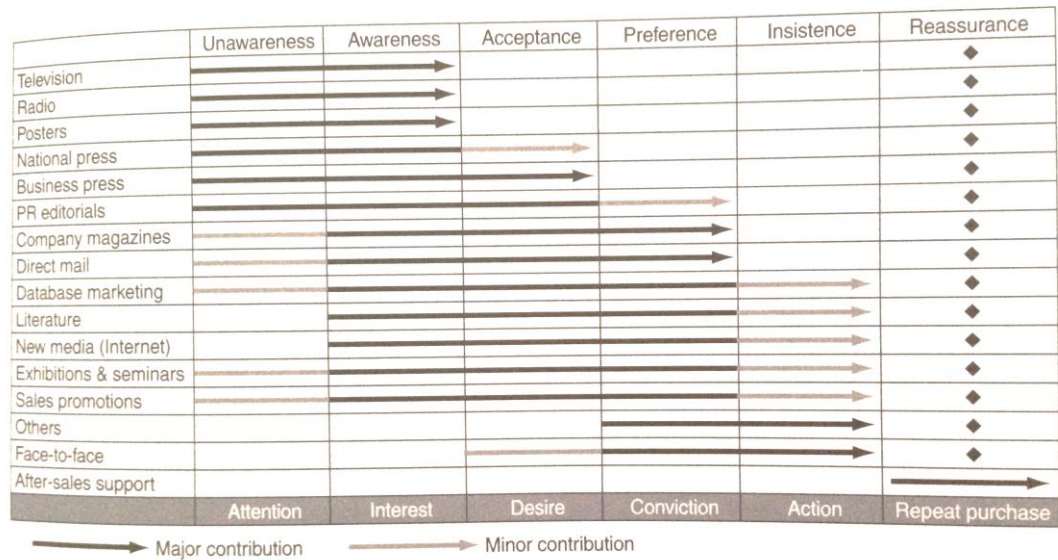 Unawareness Awareness Acceptance Preference Insistence Reassurance
Television
Radio
Posters
National press
Business press
PR editorials
Company magazines
Direct mail
Database marketing
Literature
New media (Internet)
Exhibitions & seminars
Sales promotions
Others
Face-to-face
After-sales support
Attention Interest Desire Conviction Action Repeat purchase
Major contribution Minor contribution